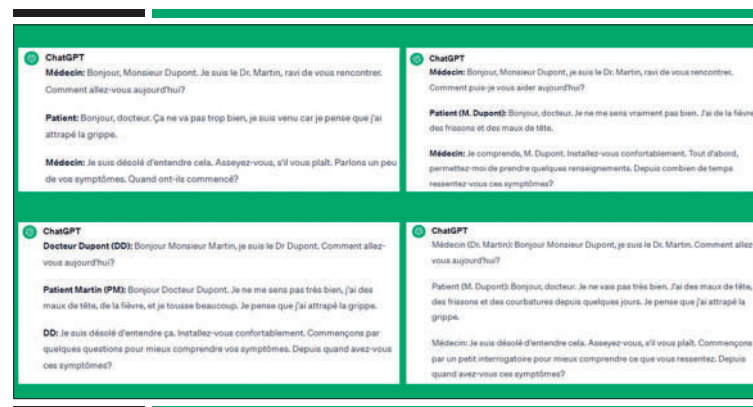 ChatGPT
Médecin: Bonjour, Monsieur Dupont. Je suis le Dr. Martin, ravi de vous rencontrer.
Comment allez-vous aujourd'hui?
Patient: Bonjour, docteur. Ça ne va pas trop bien, je suis venu car je pense que j'ai
attrapé la grippe.
Médecin: Je suis désolé d'entendre cela. Asseyez-vous, s'il vous plaît. Parlons un peu
de vos symptômes. Quand ont-ils commencé?
ChatGPT
Médecin: Bonjour, Monsieur Dupont, je suis le Dr. Martin, ravi de vous rencontrer.
Comment puis-je vous aider aujourd'hui?
Patient (M. Dupont): Bonjour, docteur. Je ne me sens vraiment pas bien. J'ai de la fièvre
des frissons et des maux de tête.
Médecin: Je comprends, M. Dupont. Installez-vous confortablement. Tout d'abord,
permettez-moi de prendre quelques renseignements. Depuis combien de temps
ressentez-vous ces symptômes?
ChatGPT
Docteur Dupont (DD): Bonjour Monsieur Martin, je suis le Dr Dupont. Comment allez-
vous aujourd'hui?
Patient Martin (PM): Bonjour Docteur Dupont. Je ne me sens pas très bien, j'ai des
maux de tête, de la fièvre, et je tousse beaucoup. Je pense que j'ai attrapé la grippe.
DD: Je suis désolé d'entendre ça. Installez-vous confortablement. Commençons par
quelques questions pour mieux comprendre vos symptômes. Depuis quand avez-vous
ces symptômes?
ChatGPT
Médecin (Dr. Martin): Bonjour Monsieur Dupont, je suis le Dr. Martin. Comment allez-
vous aujourd'hui?
Patient (M. Dupont): Bonjour, docteur. Je ne vais pas très bien. J'ai des maux de tête,
des frissons et des courbatures depuis quelques jours. Je pense que j'ai attrapé la
grippe.
Médecin: Je suis désolé d'entendre cela. Asseyez-vous, s'il vous plaît. Commençons
par un petit interrogatoire pour mieux comprendre ce que vous ressentez. Depuis
quand avez-vous ces symptômes?